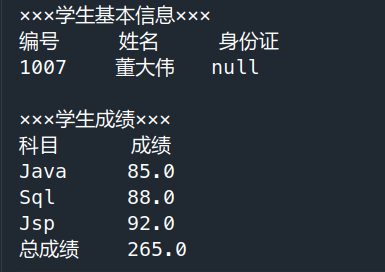 ×××学生基本信息×××
编号 姓名 身份证
1007 董大伟 null
×××学生成绩×××
科目 成绩
Java 85.0
Sql 88.0
Jsp 92.0
总成绩 265.0